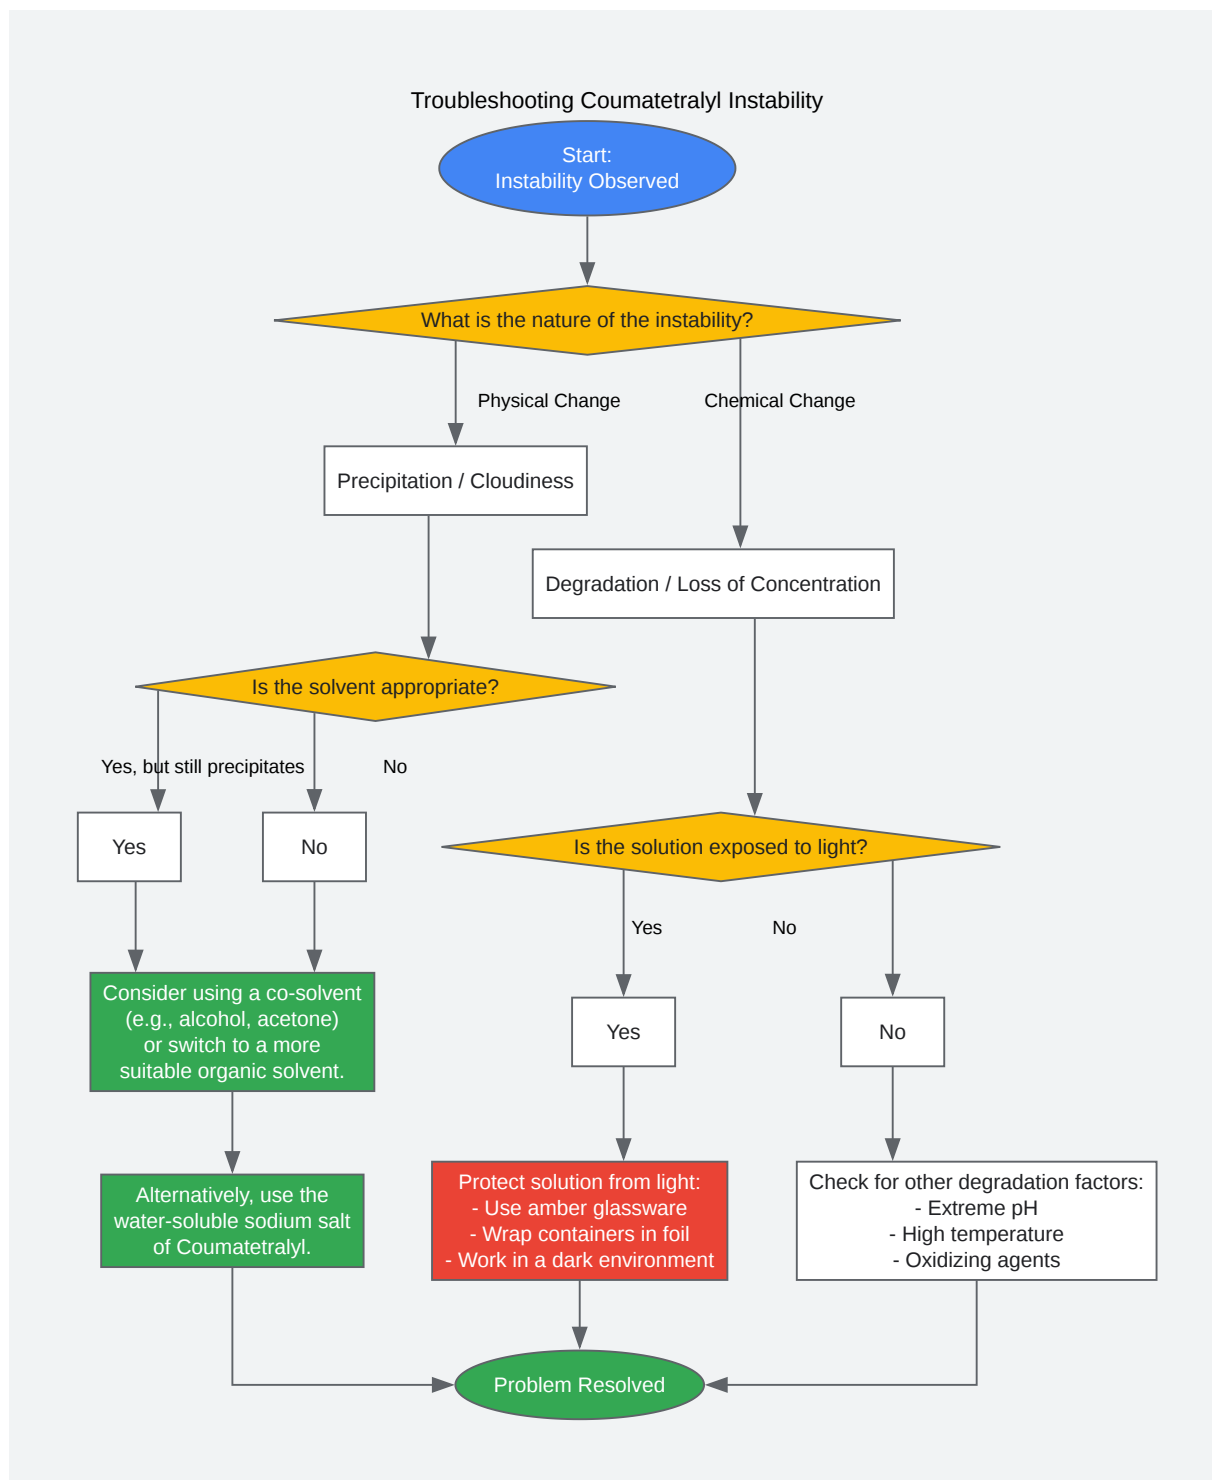 Troubleshooting Coumatetralyl Instability
Start:
Instability Observed
What is the nature of the instability?
Physical Change
Chemical Change
Precipitation / Cloudiness
Degradation / Loss of Concentration
Is the solvent appropriate?
Yes, but still precipitates
No
Yes
No
Is the solution exposed to light?
Yes
No
Consider using a co-solvent
(e.g., alcohol, acetone)
or switch to a more
suitable organic solvent.
Yes
No
Alternatively, use the
water-soluble sodium salt
of Coumatetralyl.
Protect solution from light:
- Use amber glassware
- Wrap containers in foil
- Work in a dark environment
Check for other degradation factors:
- Extreme pH
- High temperature
- Oxidizing agents
Problem Resolved